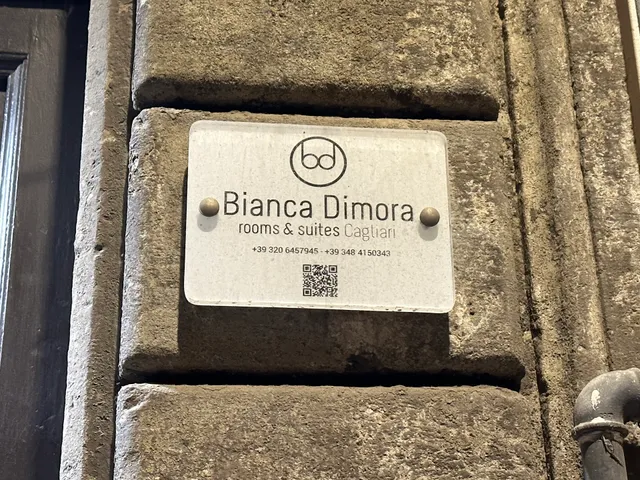 bd
Bianca Dimora
rooms & suites Cagliari
+39 320 6457945 - +39 348 4150343